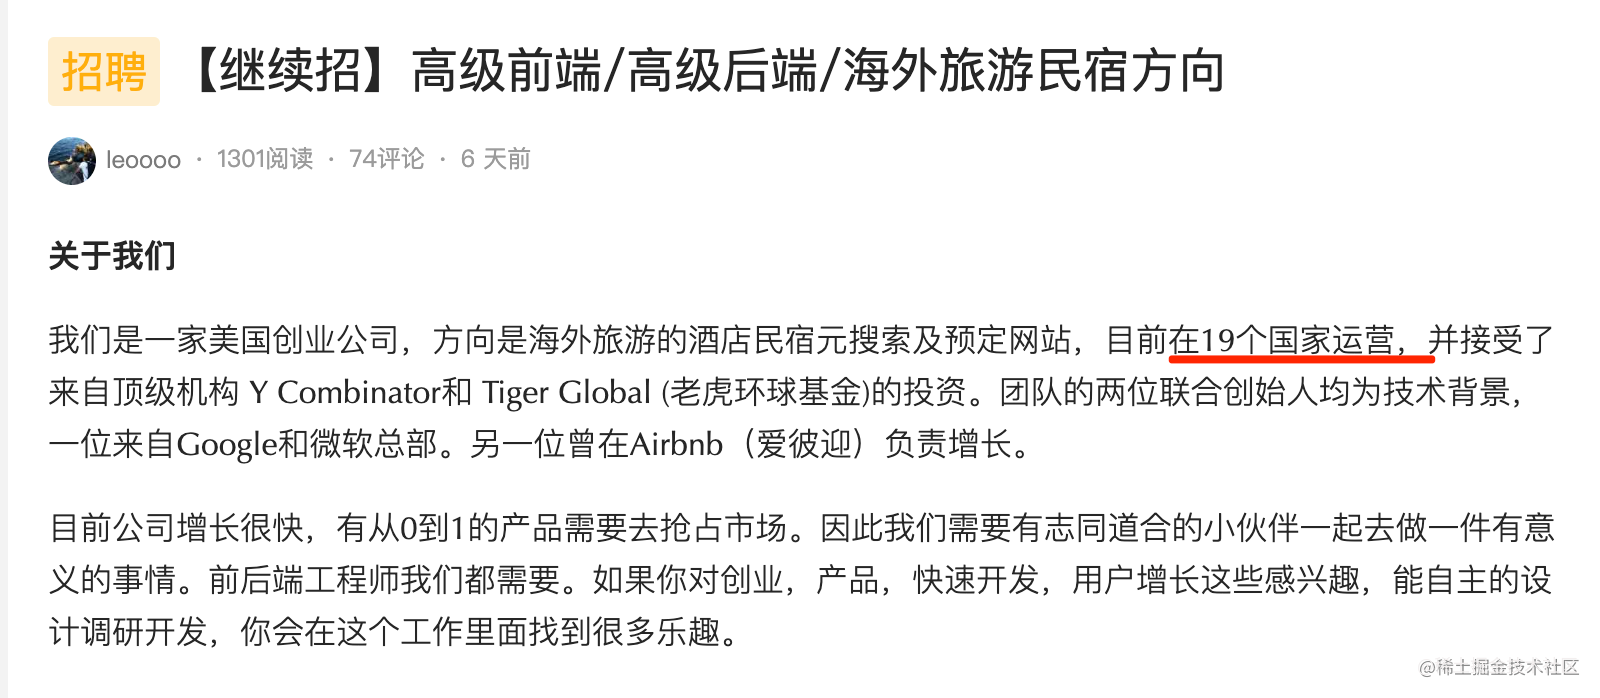 招聘 【继续招】高级前端/高级后端/海外旅游民宿方向
leoooo · 1301阅读 · 74评论 · 6 天前
关于我们
我们是一家美国创业公司，方向是海外旅游的酒店民宿元搜索及预定网站，目前在19个国家运营，并接受了
来自顶级机构 Y Combinator和 Tiger Global (老虎环球基金)的投资。团队的两位联合创始人均为技术背景，
一位来自Google和微软总部。另一位曾在Airbnb（爱彼迎）负责增长。
目前公司增长很快，有从0到1的产品需要去抢占市场。因此我们需要有志同道合的小伙伴一起去做一件有意
义的事情。前后端工程师我们都需要。如果你对创业，产品，快速开发，用户增长这些感兴趣，能自主的设
计调研开发，你会在这个工作里面找到很多乐趣。
@稀土掘金技术社区